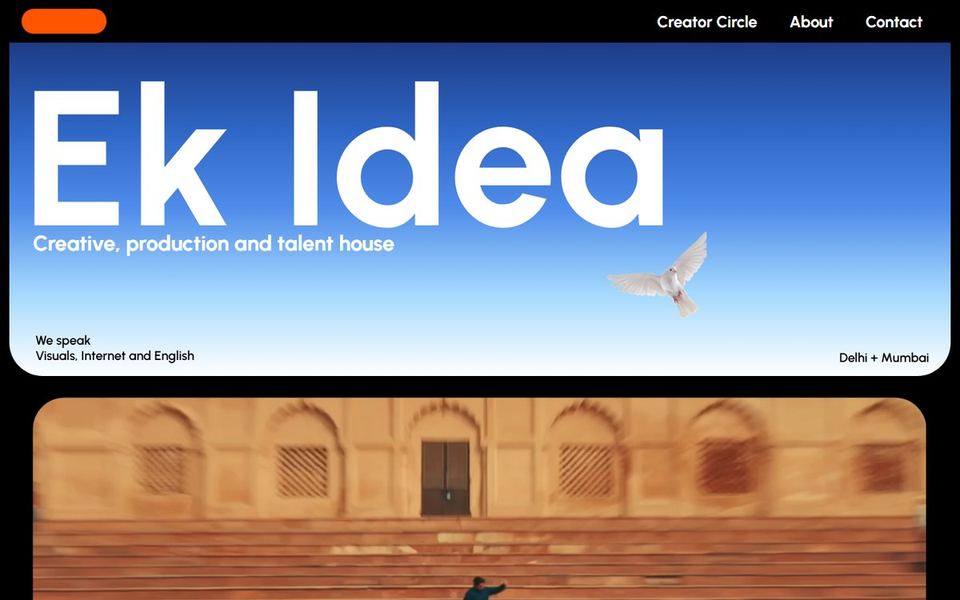 Creator Circle
About
Contact
Ek Idea
Creative, production and talent house
We speak
Visuals, Internet and English
Delhi + Mumbai